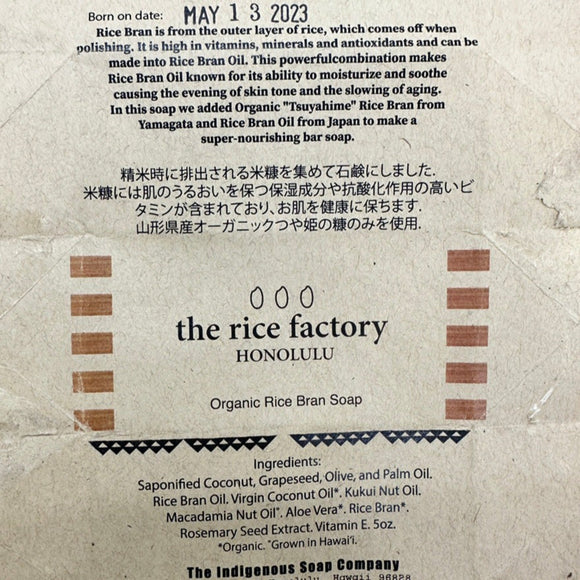 Born on date: MAY 13 2023
Rice Bran is from the outer layer of rice, which comes off when
polishing. It is high in vitamins, minerals and antioxidants and can be
made into Rice Bran Oil. This powerfulcombination makes
Rice Bran Oil known for its ability to moisturize and soothe
causing the evening of skin tone and the slowing of aging.
In this soap we added Organic "Tsuyahime" Rice Bran from
Yamagata and Rice Bran Oil from Japan to make a
super-nourishing bar soap.
精米時に排出される米糠を集めて石鹸にしました.
米糠には肌のうるおいを保つ保湿成分や抗酸化作用の高いビ
タミンが含まれており、お肌を健康に保ちます.
山形県産オーガニックつや姫の糠のみを使用.
the rice factory
HONOLULU
Organic Rice Bran Soap
Ingredients:
Saponified Coconut, Grapeseed, Olive, and Palm Oil.
Rice Bran Oil. Virgin Coconut Oil*. Kukui Nut Oil.
Macadamia Nut Oil˚. Aloe Vera*. Rice Bran*.
Rosemary Seed Extract. Vitamin E. 5oz.
*Organic. ˚Grown in Hawai'i.
The Indigenous Soap Company
Hawaii 96828